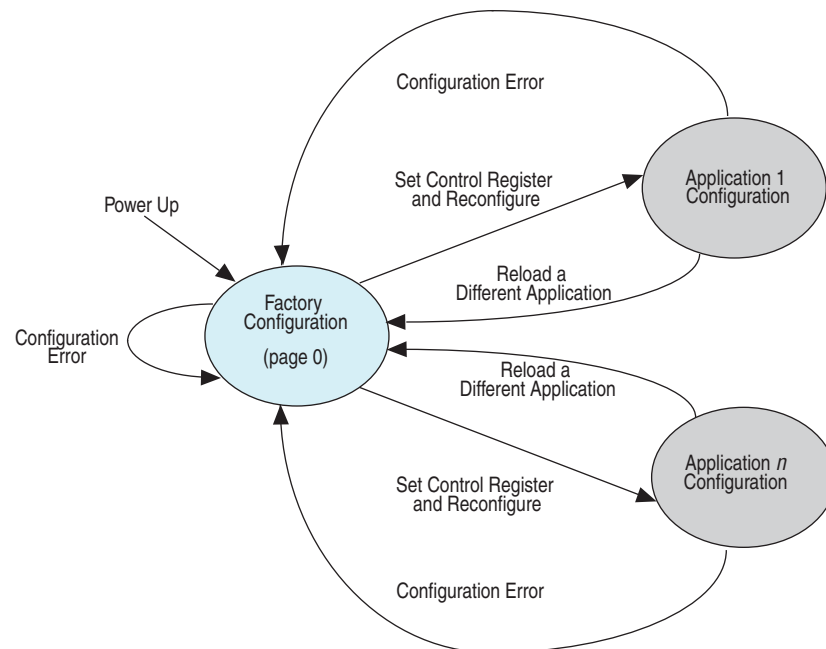 Configuration Error
Set Control Register
and Reconfigure
Application 1
Configuration
Power Up
Reload a
Different Application
Factory
Configuration
(page 0)
Configuration
Error
Reload a
Different Application
Application n
Configuration
Set Control Register
and Reconfigure
Configuration Error